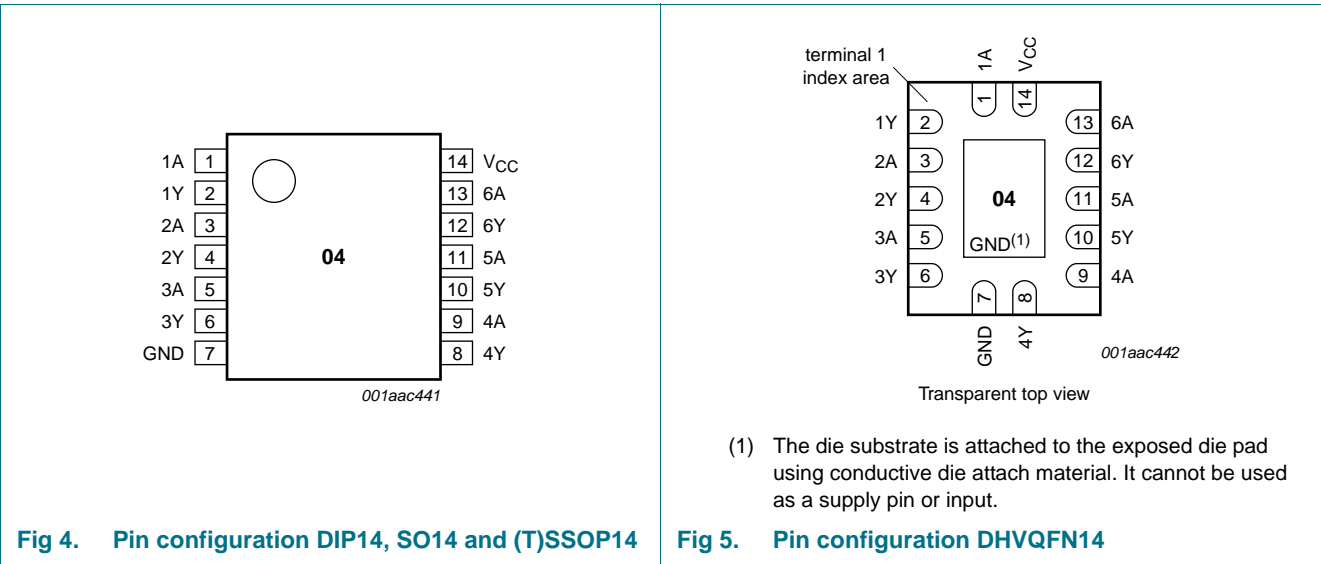 1A 1 14 VCC
1Y 2 13 6A
2A 3 12 6Y
2Y 4 04 11 5A
3A 5 10 5Y
3Y 6 9 4A
GND 7 8 4Y
001aac441
Fig 4. Pin configuration DIP14, SO14 and (T)SSOP14
terminal 1
index area
1A VCC
1 14
1Y 2 13 6A
2A 3 12 6Y
2Y 4 04 11 5A
3A 5 GND(1) 10 5Y
3Y 6 9 4A
7 8
GND 4Y
001aac442
Transparent top view
(1) The die substrate is attached to the exposed die pad
using conductive die attach material. It cannot be used
as a supply pin or input.
Fig 5. Pin configuration DHVQFN14